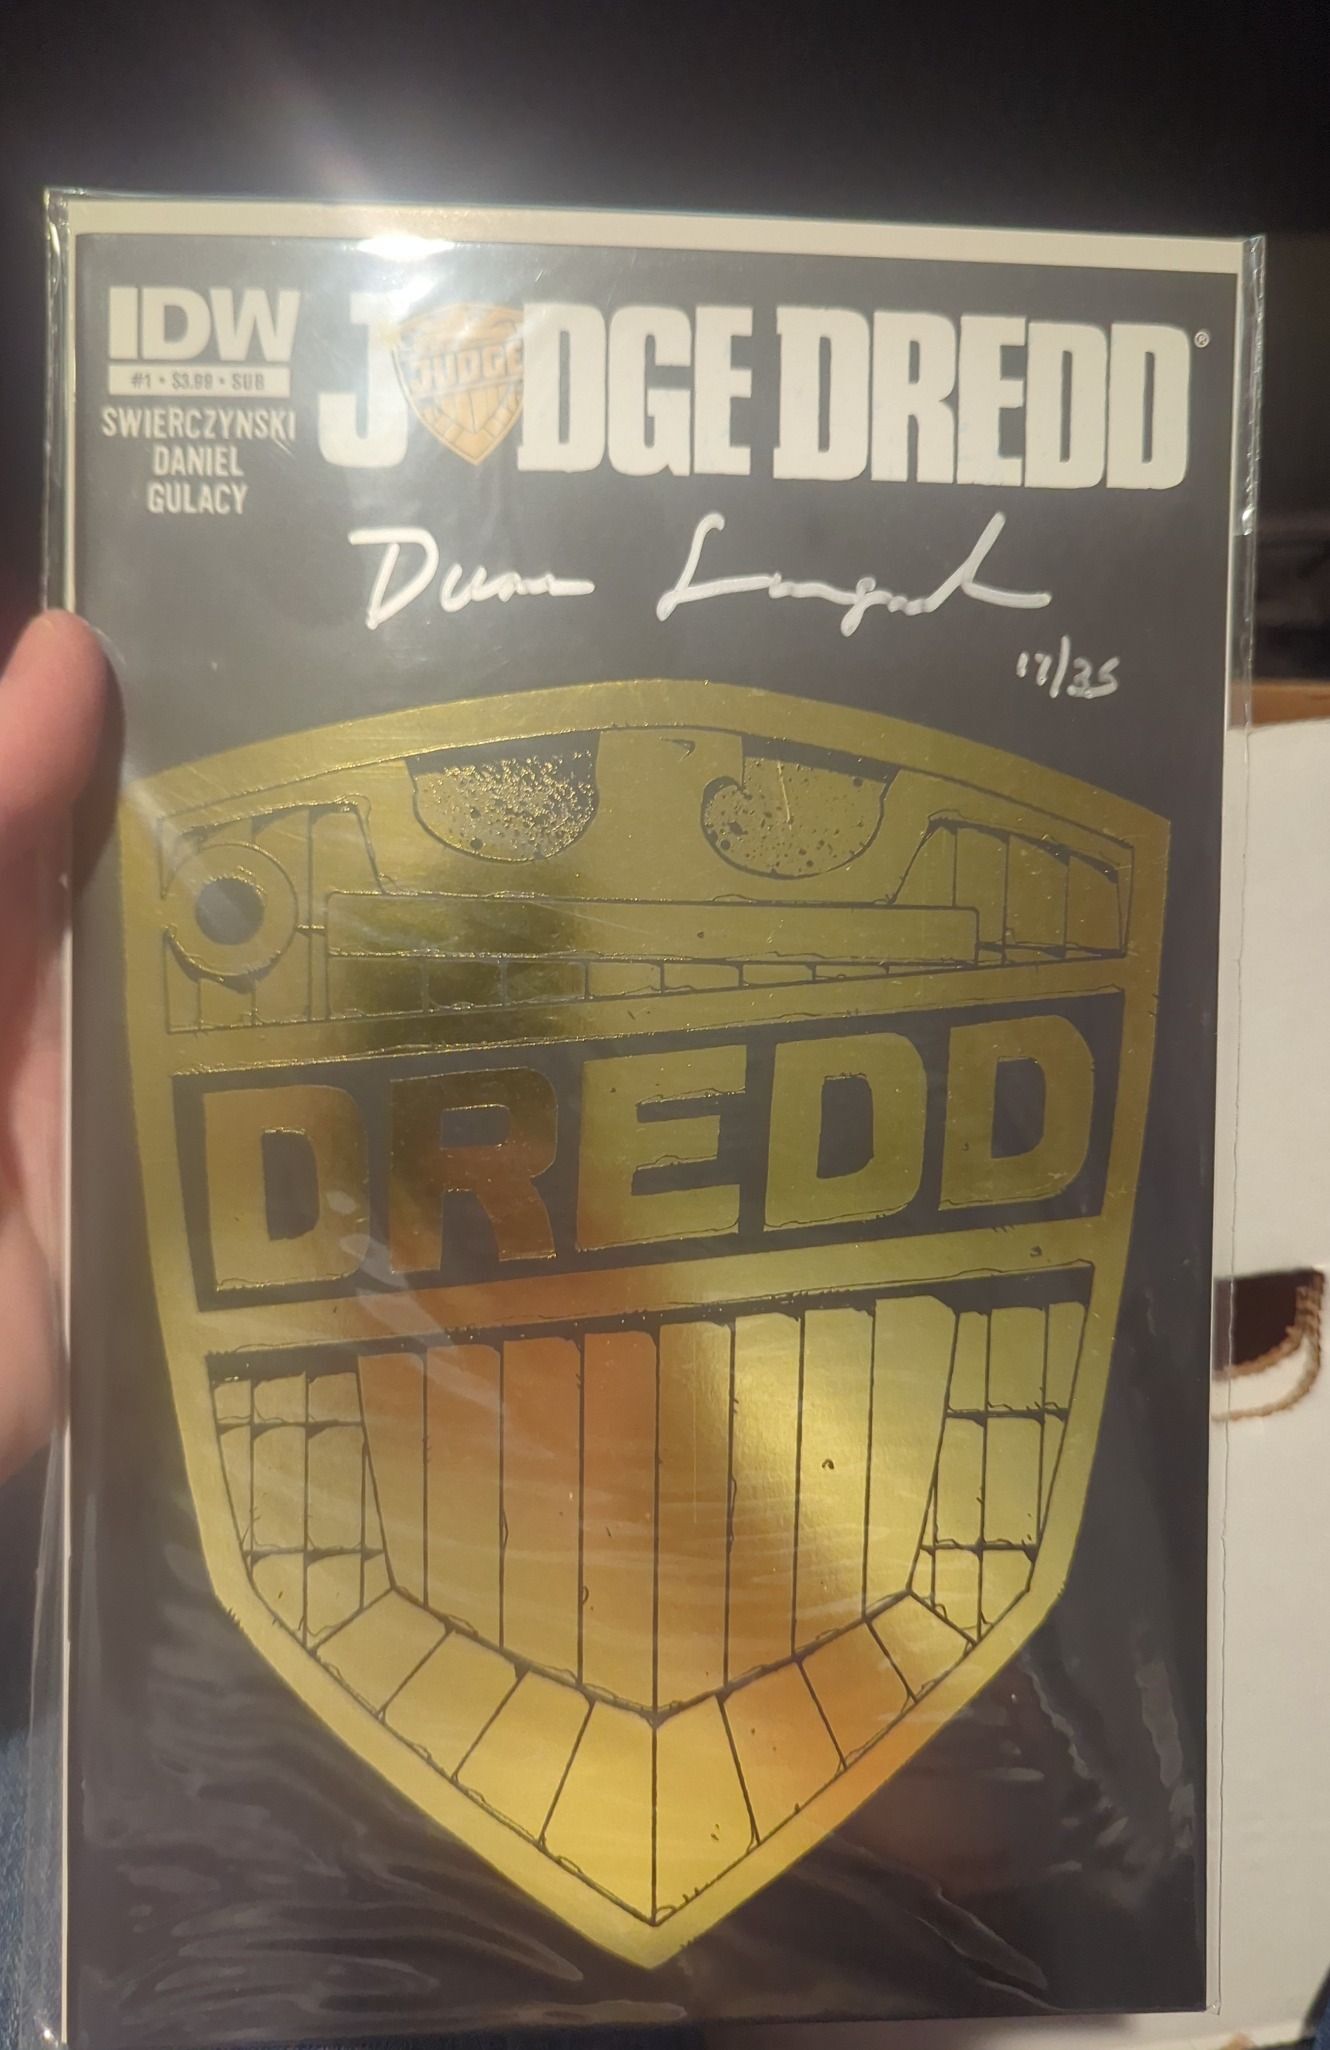 IDW
JUDGE DREDD®
#1 • $3.99 • SUB
JUDGE
SWIERCZYNSKI
DANIEL
GULACY
17/35
DREDD